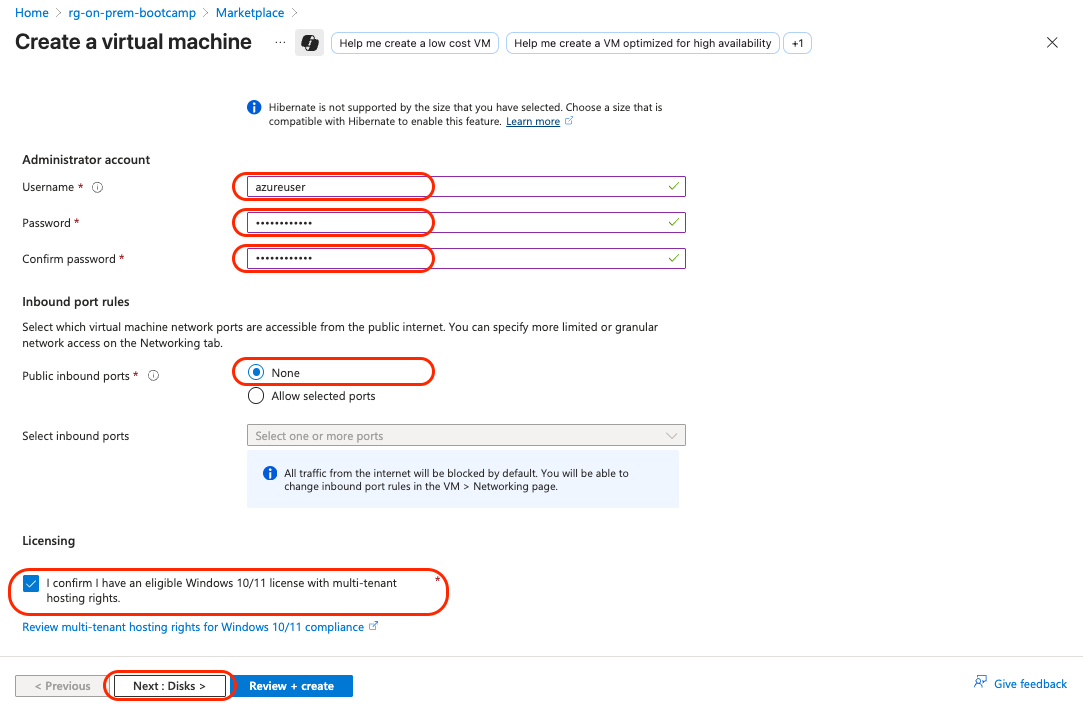 Home > rg-on-prem-bootcamp > Marketplace >
Create a virtual machine ... Help me create a low cost VM Help me create a VM optimized for high availability +1
Hibernate is not supported by the size that you have selected. Choose a size that is
compatible with Hibernate to enable this feature. Learn more
Administrator account
Username * azureuser
Password * ••••••••••••
Confirm password * ••••••••••••
Inbound port rules
Select which virtual machine network ports are accessible from the public internet. You can specify more limited or granular
network access on the Networking tab.
Public inbound ports * None
Allow selected ports
Select inbound ports Select one or more ports
All traffic from the internet will be blocked by default. You will be able to
change inbound port rules in the VM > Networking page.
Licensing
I confirm I have an eligible Windows 10/11 license with multi-tenant *
hosting rights.
Review multi-tenant hosting rights for Windows 10/11 compliance
< Previous Next : Disks > Review + create Give feedback